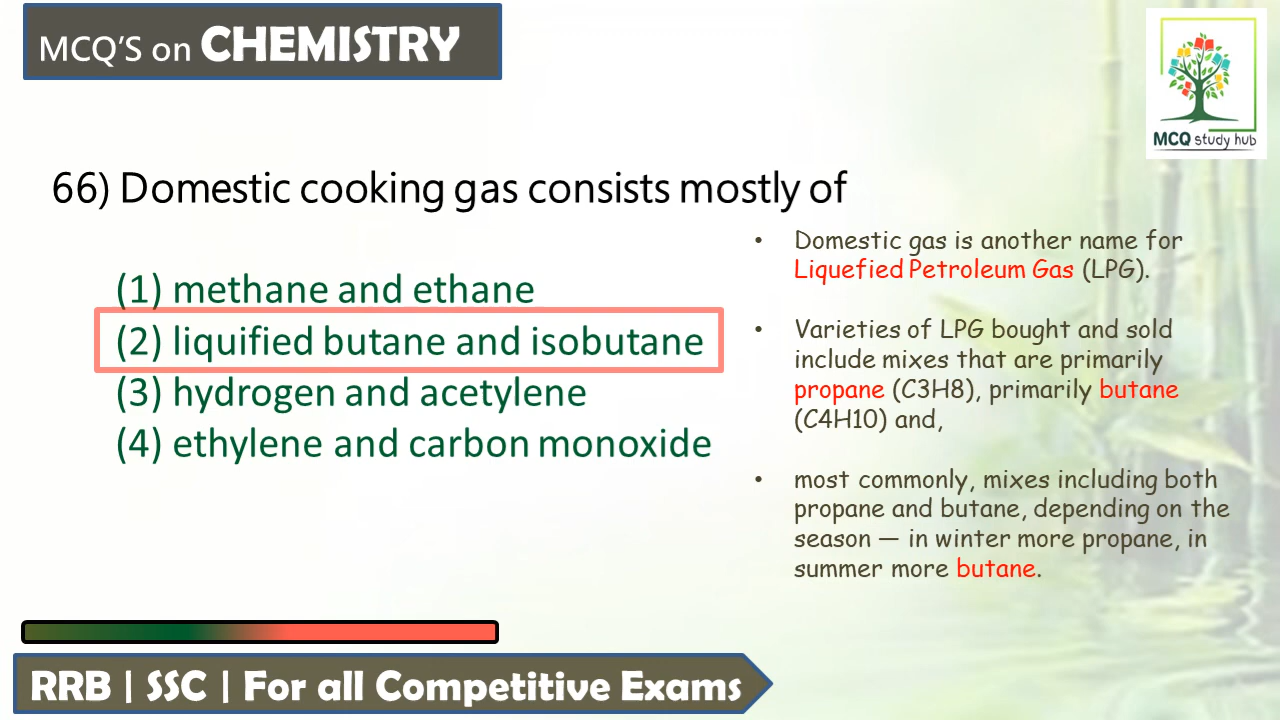 MCQ'S on CHEMISTRY
MCQ study hub
66) Domestic cooking gas consists mostly of
(1) methane and ethane
(2) liquified butane and isobutane
(3) hydrogen and acetylene
(4) ethylene and carbon monoxide
• Domestic gas is another name for
Liquefied Petroleum Gas (LPG).
• Varieties of LPG bought and sold
include mixes that are primarily
propane (C3H8), primarily butane
(C4H10) and,
• most commonly, mixes including both
propane and butane, depending on the
season — in winter more propane, in
summer more butane.
RRB | SSC | For all Competitive Exams